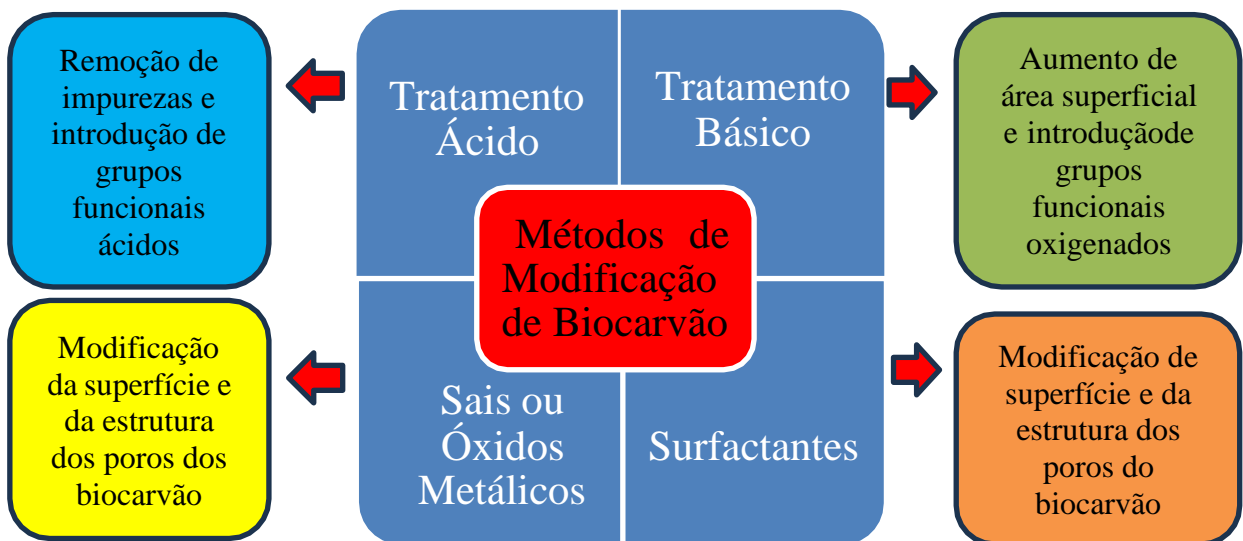 Remoção de
impurezas e
introdução de
grupos
funcionais
ácidos
Tratamento
Ácido
Tratamento
Básico
Aumento de
área superficial
e introduçãode
grupos
funcionais
oxigenados
Métodos de
Modificação
de Biocarvão
Modificação
da superfície e
da estrutura
dos poros dos
biocarvão
Sais ou
Óxidos
Metálicos
Surfactantes
Modificação de
superfície e da
estrutura dos
poros do
biocarvão